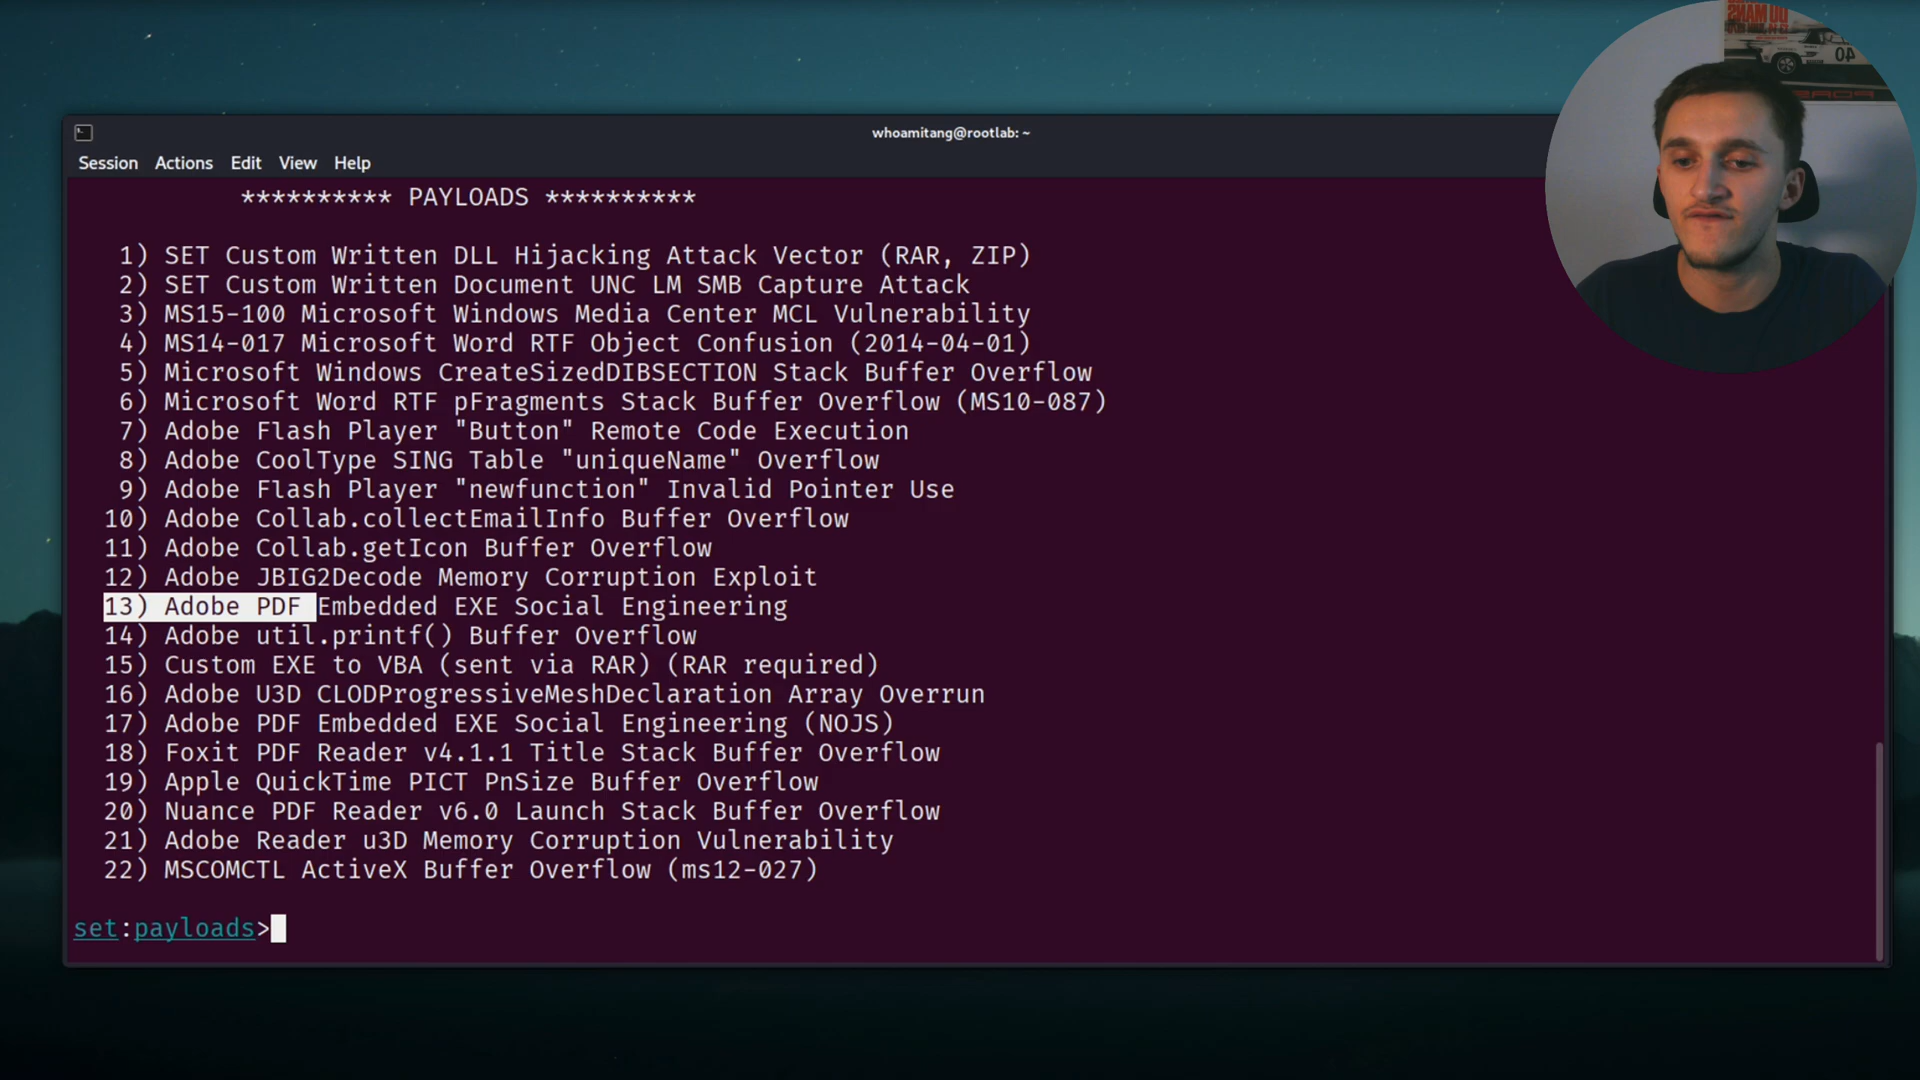 whoamitang@rootlab: ~
Session Actions Edit View Help
********** PAYLOADS **********
1) SET Custom Written DLL Hijacking Attack Vector (RAR, ZIP)
2) SET Custom Written Document UNC LM SMB Capture Attack
3) MS15-100 Microsoft Windows Media Center MCL Vulnerability
4) MS14-017 Microsoft Word RTF Object Confusion (2014-04-01)
5) Microsoft Windows CreateSizedDIBSECTION Stack Buffer Overflow
6) Microsoft Word RTF pFragments Stack Buffer Overflow (MS10-087)
7) Adobe Flash Player "Button" Remote Code Execution
8) Adobe CoolType SING Table "uniqueName" Overflow
9) Adobe Flash Player "newfunction" Invalid Pointer Use
10) Adobe Collab.collectEmailInfo Buffer Overflow
11) Adobe Collab.getIcon Buffer Overflow
12) Adobe JBIG2Decode Memory Corruption Exploit
13) Adobe PDF Embedded EXE Social Engineering
14) Adobe util.printf() Buffer Overflow
15) Custom EXE to VBA (sent via RAR) (RAR required)
16) Adobe U3D CLODProgressiveMeshDeclaration Array Overrun
17) Adobe PDF Embedded EXE Social Engineering (NOJS)
18) Foxit PDF Reader v4.1.1 Title Stack Buffer Overflow
19) Apple QuickTime PICT PnSize Buffer Overflow
20) Nuance PDF Reader v6.0 Launch Stack Buffer Overflow
21) Adobe Reader u3D Memory Corruption Vulnerability
22) MSCOMCTL ActiveX Buffer Overflow (ms12-027)
set:payloads>
DU MANS
40